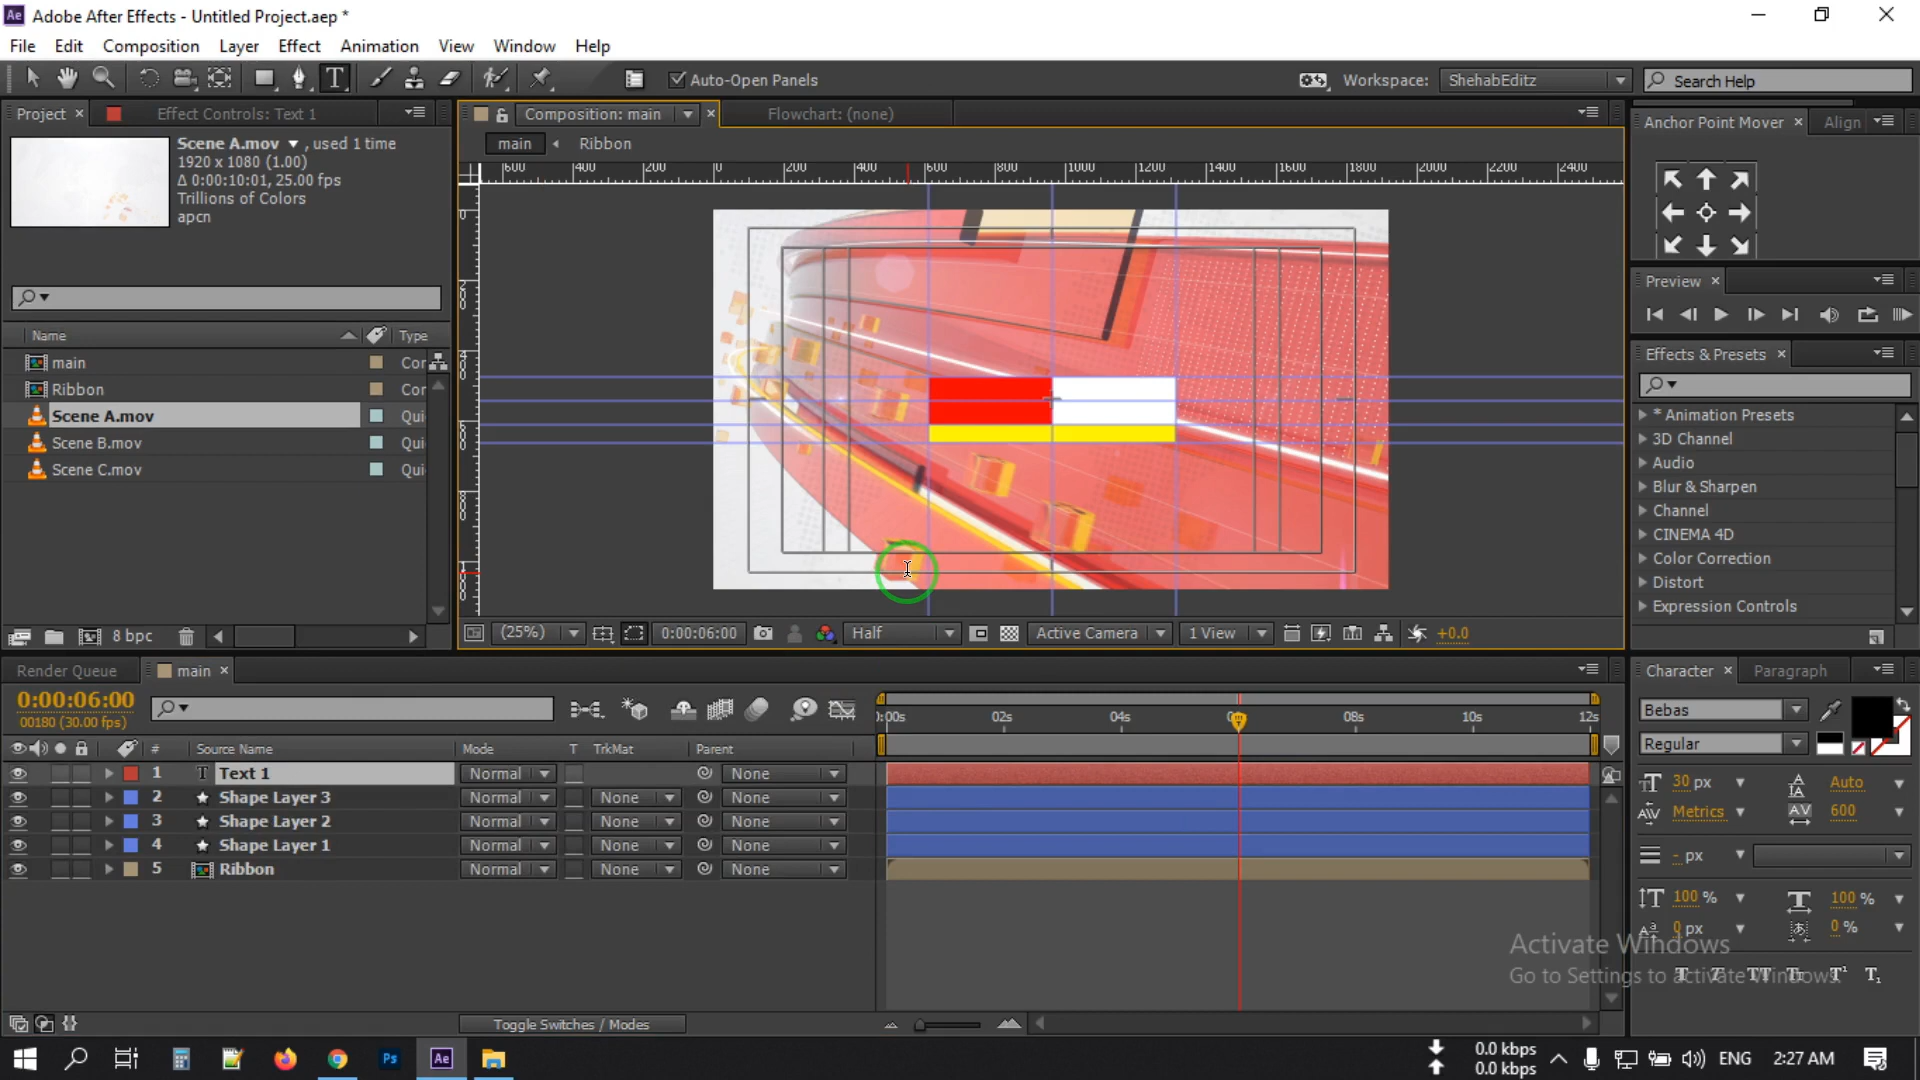 Adobe After Effects - Untitled Project.aep *
File Edit Composition Layer Effect Animation View Window Help
Auto-Open Panels
Workspace: ShehabEditz
Search Help
Project
Effect Controls: Text 1
Composition: main
Flowchart: (none)
main
Ribbon
Scene A.mov , used 1 time
1920 x 1080 (1.00)
Δ 0:00:10:01, 25.00 fps
Trillions of Colors
apcn
Name Type
main
Ribbon
Scene A.mov Qui
Scene B.mov Qui
Scene C.mov Qui
8 bpc
(25%) 0:00:06:00 Half Active Camera 1 View +0.0
Anchor Point Mover Align
Preview
Effects & Presets
* Animation Presets
3D Channel
Audio
Blur & Sharpen
Channel
CINEMA 4D
Color Correction
Distort
Expression Controls
Render Queue main
0:00:06:00
00180 (30.00 fps)
# Source Name Mode T TrkMat Parent
1 Text 1 Normal None
2 Shape Layer 3 Normal None None
3 Shape Layer 2 Normal None None
4 Shape Layer 1 Normal None None
5 Ribbon Normal None None
02s 04s 08s 10s 12s
Toggle Switches / Modes
Character Paragraph
Bebas
Regular
30 px Auto
Metrics 600
- px
100 % 100 %
0 px 0 %
Activate Windows
Go to Settings to activate Windows.
0.0 kbps
0.0 kbps
ENG 2:27 AM